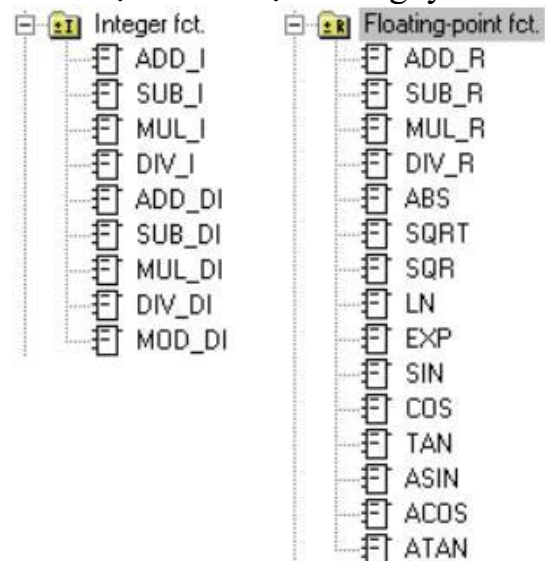 Integer fct.
ADD_I
SUB_I
MUL_I
DIV_I
ADD_DI
SUB_DI
MUL_DI
DIV_DI
MOD_DI
Floating-point fct.
ADD_R
SUB_R
MUL_R
DIV_R
ABS
SQRT
SQR
LN
EXP
SIN
COS
TAN
ASIN
ACOS
ATAN